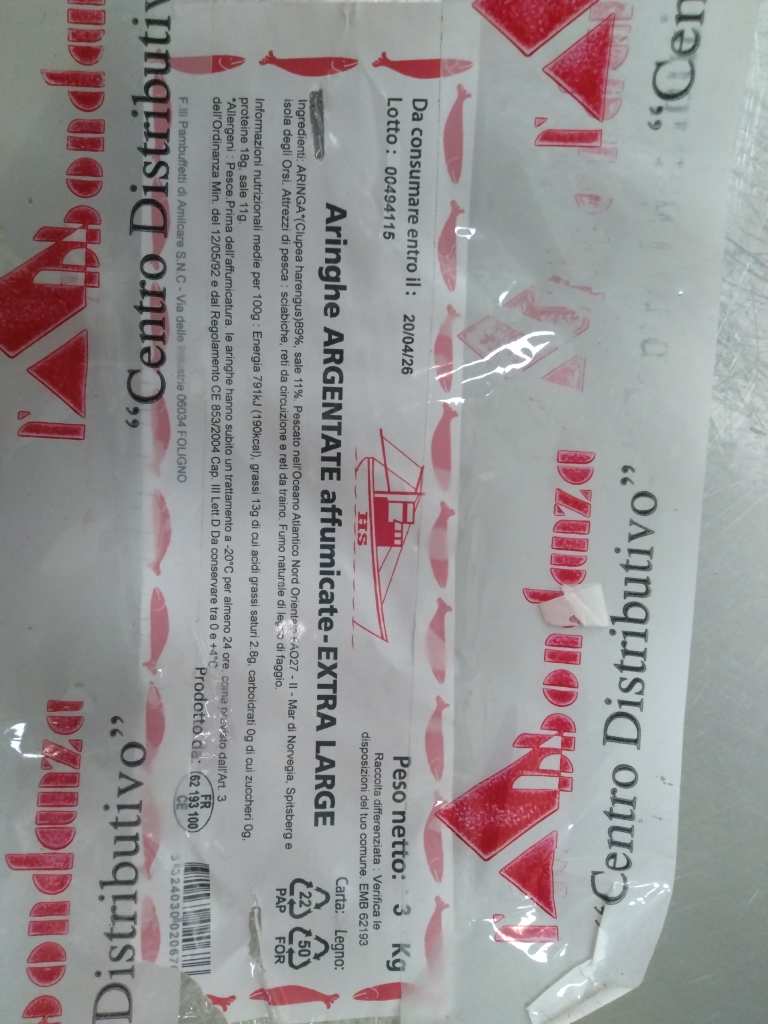 Da consumare entro il : 20/04/26
Lotto : 00494115
HS
Peso netto: 3 Kg
Raccolta differenziata : Verifica le
disposizioni del tuo comune. EMB 62193
Aringhe ARGENTATE affumicate - EXTRA LARGE
Carta: Legno:
22 50
PAP FOR
Ingredienti: ARINGA*(Clupea harengus)89%, sale 11%. Pescato nell'Oceano Atlantico Nord Orientale FAO27 - II - Mar di Norvegia, Spitsberg e
isola degli Orsi. Attrezzi di pesca : sciabiche, reti da circuizione e reti da traino. Fumo naturale di legno di faggio.
Informazioni nutrizionali medie per 100g : Energia 791kJ (190kcal), grassi 13g di cui acidi grassi saturi 2.8g, carboidrati 0g di cui zuccheri 0g,
proteine 18g, sale 11g.
*Allergeni : Pesce.Prima dell'affumicatura, le aringhe hanno subito un trattamento a -20°C per almeno 24 ore, come previsto dall'Art. 3
dell'Ordinanza Min. del 12/05/92 e dal Regolamento CE 853/2004 Cap. III Lett D Da conservare tra 0 e +4°C
Prodotto da :
FR
62 193 100
CE
F.lli Pambuffetti di Amilcare S.N.C - Via delle 06034 FOLIGNO
"Cen
"Centro Distributivo"
Centro Distributivo"
Distributivo"